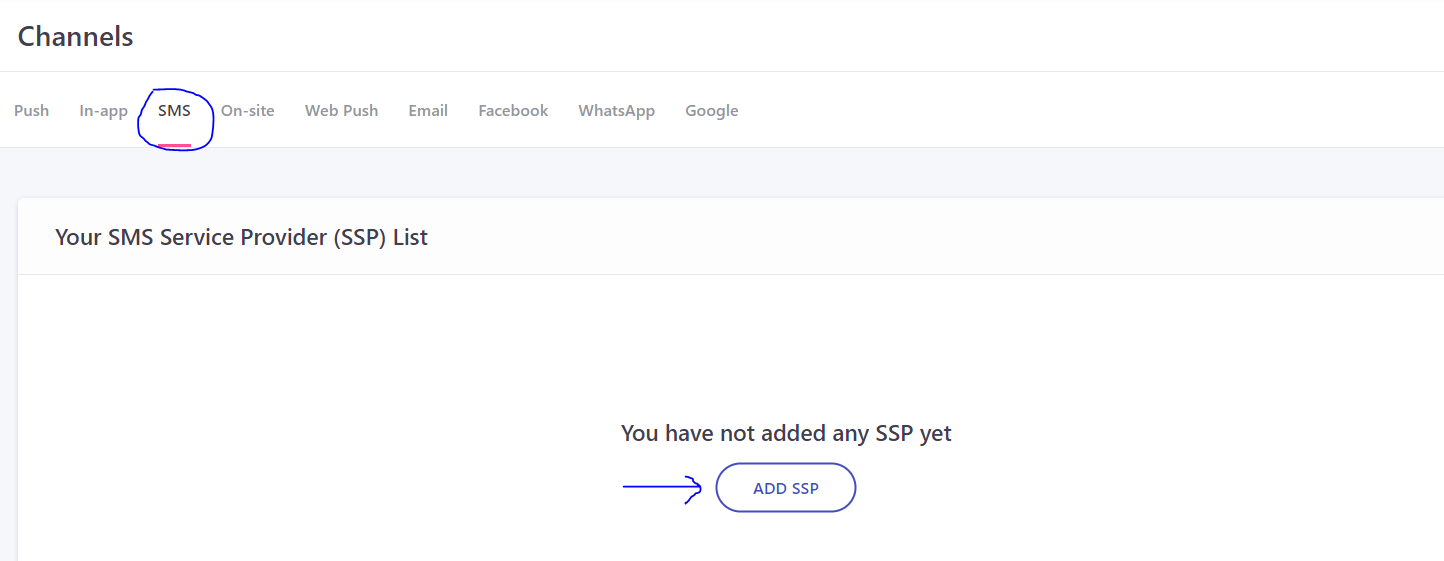 Channels
Push In-app SMS On-site Web Push Email Facebook WhatsApp Google
Your SMS Service Provider (SSP) List
You have not added any SSP yet
ADD SSP